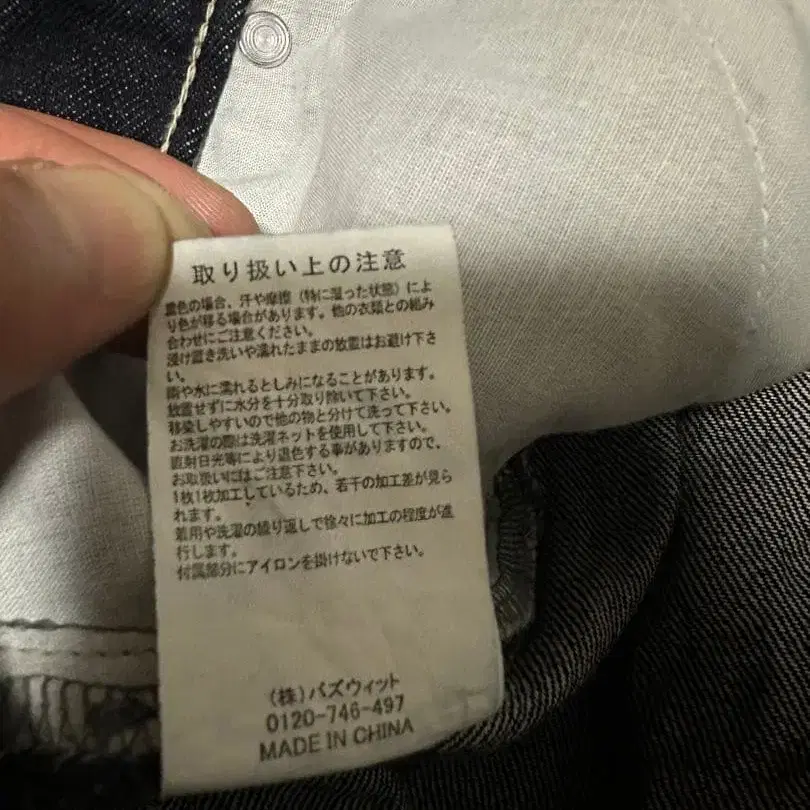 取り扱い上の注意
濃色の場合、汗や摩擦（特に湿った状態）によ
り色が移る場合があります。他の衣類との組み
合わせにご注意ください。
浸け置き洗いや濡れたままの放置はお避け下さ
い。
雨や水に濡れるとしみになることがあります。
放置せずに水分を十分取り除いて下さい。
移染しやすいので他の物と分けて洗って下さい。
お洗濯の際は洗濯ネットを使用して下さい。
直射日光等により退色する事がありますので、
お取扱いにはご注意下さい。
1枚1枚加工しているため、若干の加工差が見ら
れます。
着用や洗濯の繰り返しで徐々に加工の程度が進
行します。
付属部分にアイロンを掛けないで下さい。
(株)バズウィット
0120-746-497
MADE IN CHINA